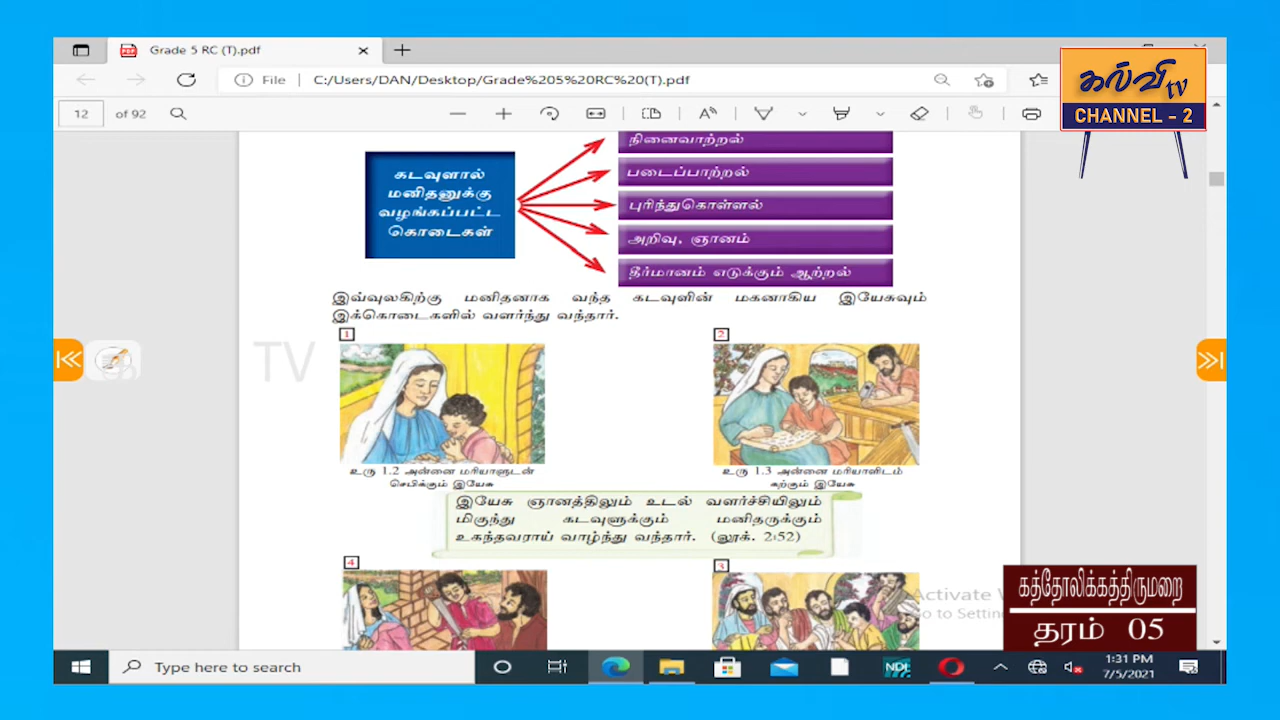 Grade 5 RC (T).pdf
File
C:/Users/DAN/Desktop/Grade%205%20RC%20(T).pdf
கல்வி TV
CHANNEL - 2
12 of 92
கடவுளால்
மனிதனுக்கு
வழங்கப்பட்ட
கொடைகள்
நினைவாற்றல்
படைப்பாற்றல்
புரிந்துகொள்ளல்
அறிவு, ஞானம்
தீர்மானம் எடுக்கும் ஆற்றல்
இவ்வுலகிற்கு மனிதனாக வந்த கடவுளின் மகனாகிய இயேசுவும்
இக்கொடைகளில் வளர்ந்து வந்தார்.
1
2
TV
உரு 1.2 அன்னை மரியாளுடன்
செபிக்கும் இயேசு
உரு 1.3 அன்னை மரியாளிடம்
கற்கும் இயேசு
இயேசு ஞானத்திலும் உடல் வளர்ச்சியிலும்
மிகுந்து கடவுளுக்கும் மனிதருக்கும்
உகந்தவராய் வாழ்ந்து வந்தார். (லூக். 2:52)
4
3
Activate
to Settin
கத்தோலிக்கத்திருமறை
தரம் 05
Type here to search
NDI
1:31 PM
7/5/2021